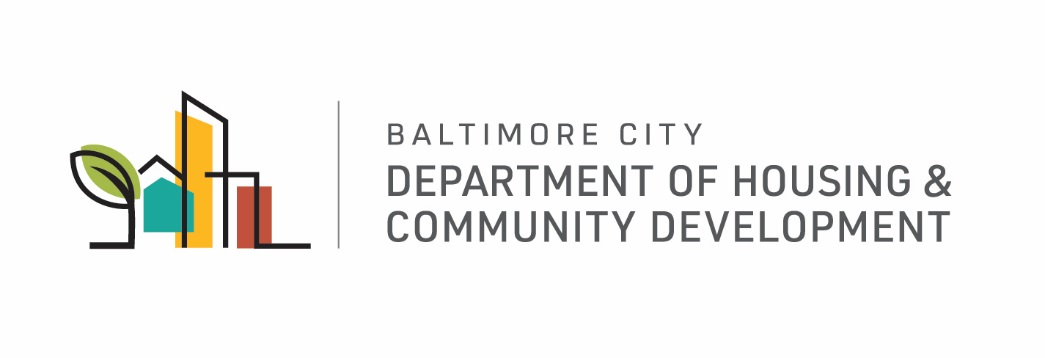 BALTIMORE CITY
DEPARTMENT OF HOUSING &
COMMUNITY DEVELOPMENT